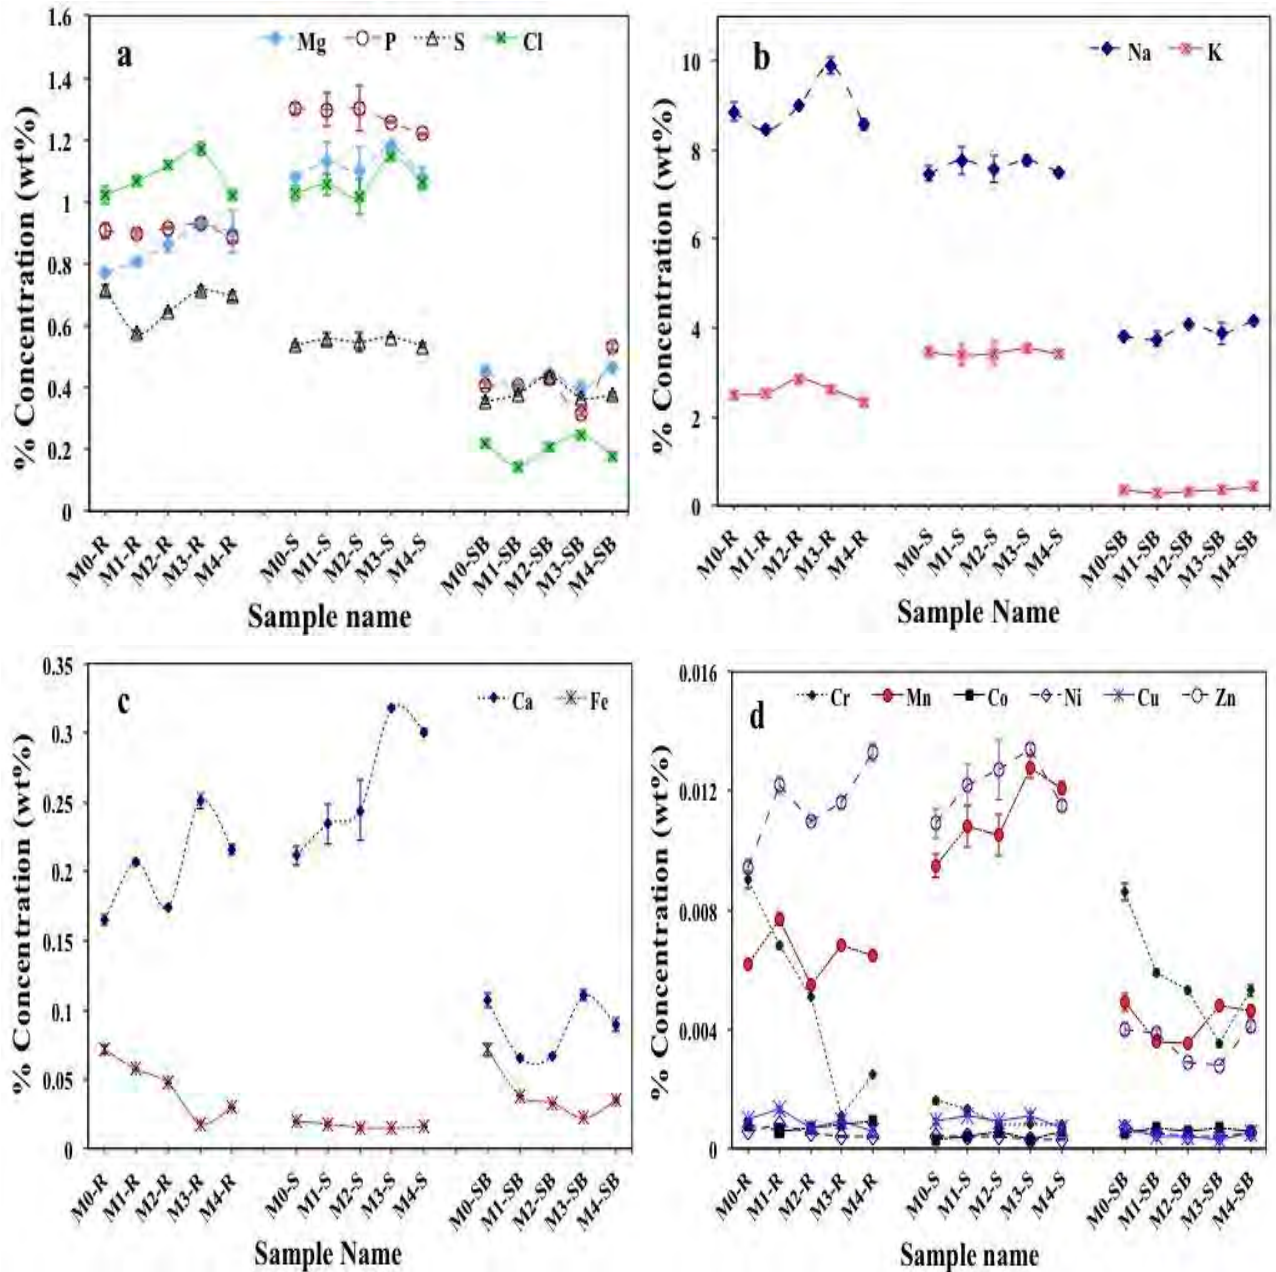 a
Mg P S Cl
% Concentration (wt%)
1.6
1.4
1.2
1
0.8
0.6
0.4
0.2
0
M0-R M1-R M2-R M3-R M4-R M0-S M1-S M2-S M3-S M4-S M0-SB M1-SB M2-SB M3-SB M4-SB
Sample name
b
Na K
% Concentration (wt%)
10
8
6
4
2
0
M0-R M1-R M2-R M3-R M4-R M0-S M1-S M2-S M3-S M4-S M0-SB M1-SB M2-SB M3-SB M4-SB
Sample Name
c
Ca Fe
% Concentration (wt%)
0.35
0.3
0.25
0.2
0.15
0.1
0.05
0
M0-R M1-R M2-R M3-R M4-R M0-S M1-S M2-S M3-S M4-S M0-SB M1-SB M2-SB M3-SB M4-SB
Sample Name
d
Cr Mn Co Ni Cu Zn
% Concentration (wt%)
0.016
0.012
0.008
0.004
0
M0-R M1-R M2-R M3-R M4-R M0-S M1-S M2-S M3-S M4-S M0-SB M1-SB M2-SB M3-SB M4-SB
Sample name